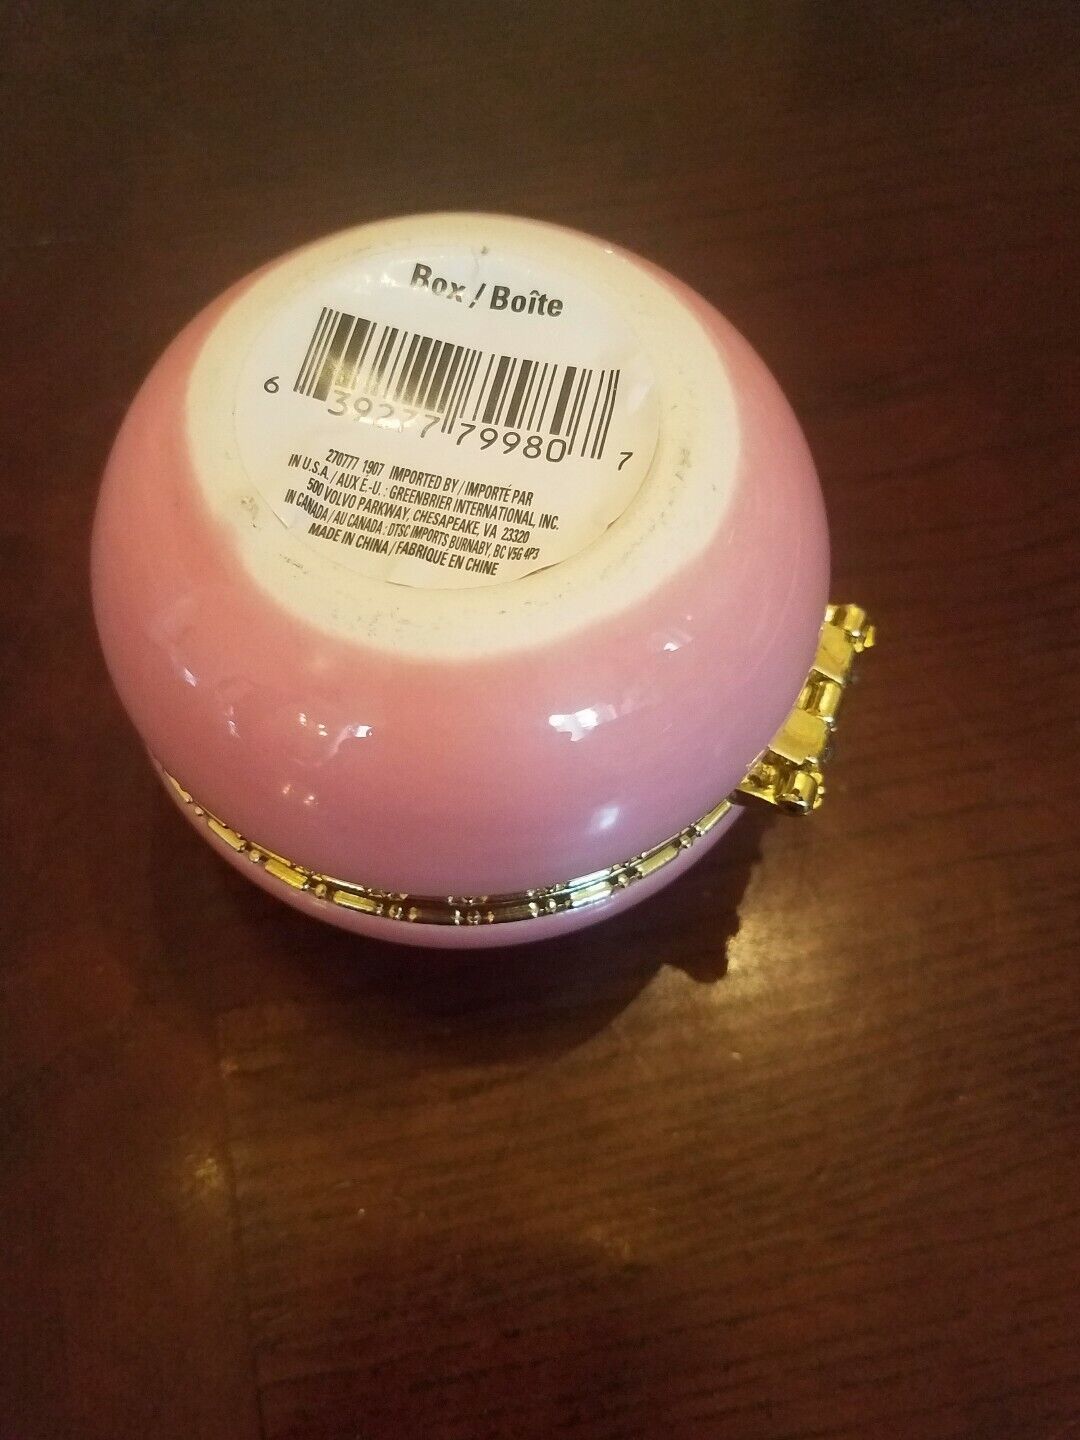 Box / Boîte
6 39277 79980 7
270777 1907 IMPORTED BY / IMPORTÉ PAR
IN U.S.A. / AUX E.-U. : GREENBRIER INTERNATIONAL, INC.
500 VOLVO PARKWAY, CHESAPEAKE, VA 23320
IN CANADA / AU CANADA : DTSC IMPORTS BURNABY, BC V5G 4P3
MADE IN CHINA / FABRIQUÉ EN CHINE